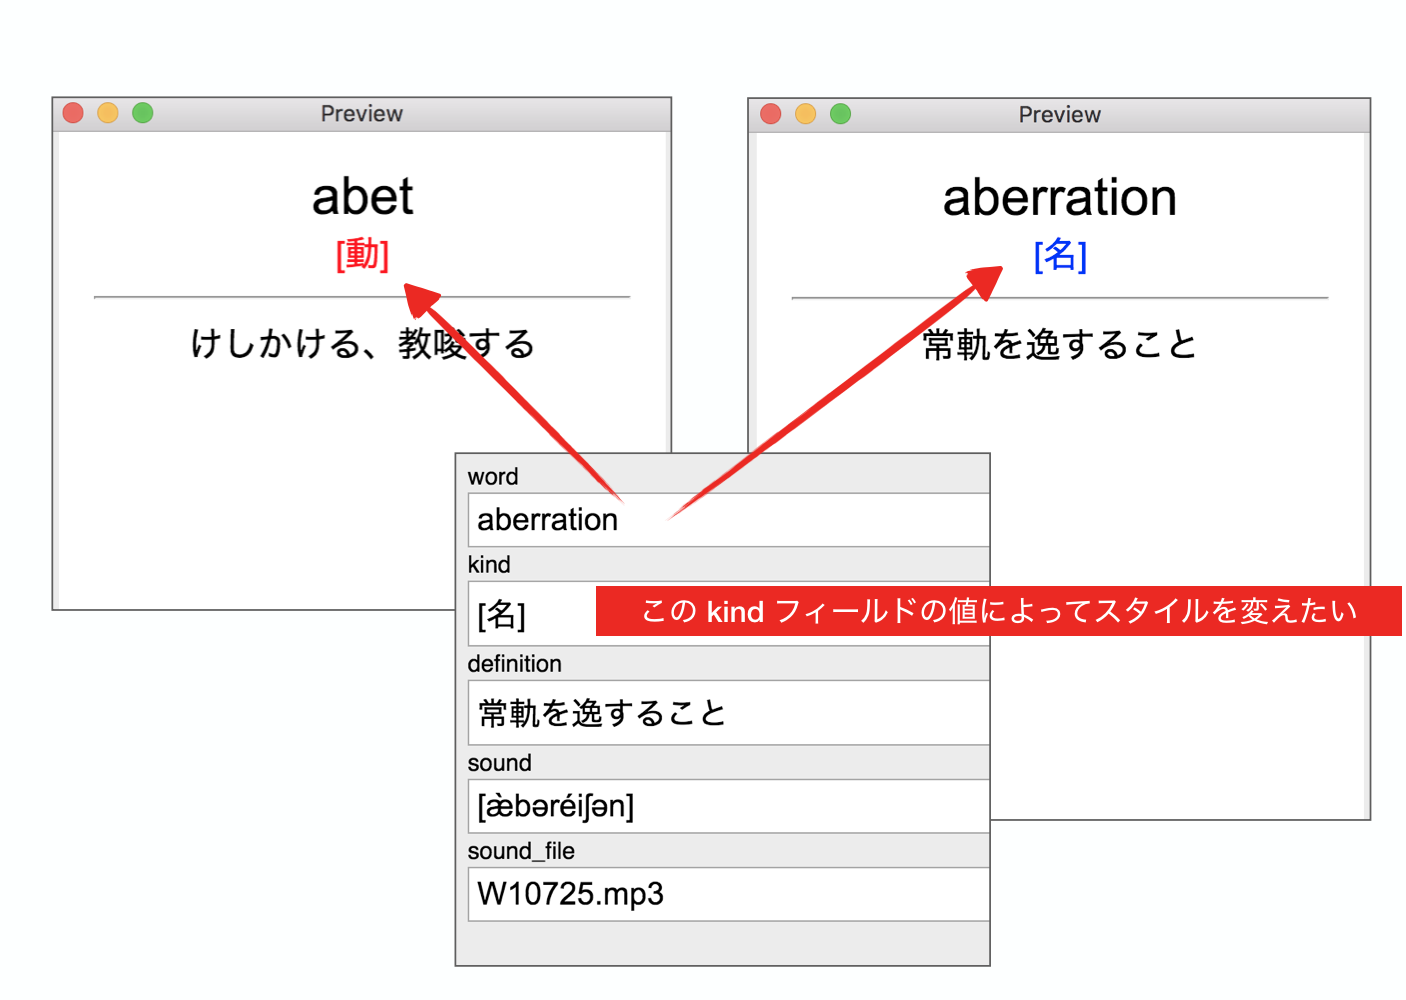 Preview
abet
[動]
けしかける、教唆する
Preview
aberration
[名]
常軌を逸すること
word
aberration
kind
[名]
この kind フィールドの値によってスタイルを変えたい
definition
常軌を逸すること
sound
[æ̀bəréiʃən]
sound_file
W10725.mp3